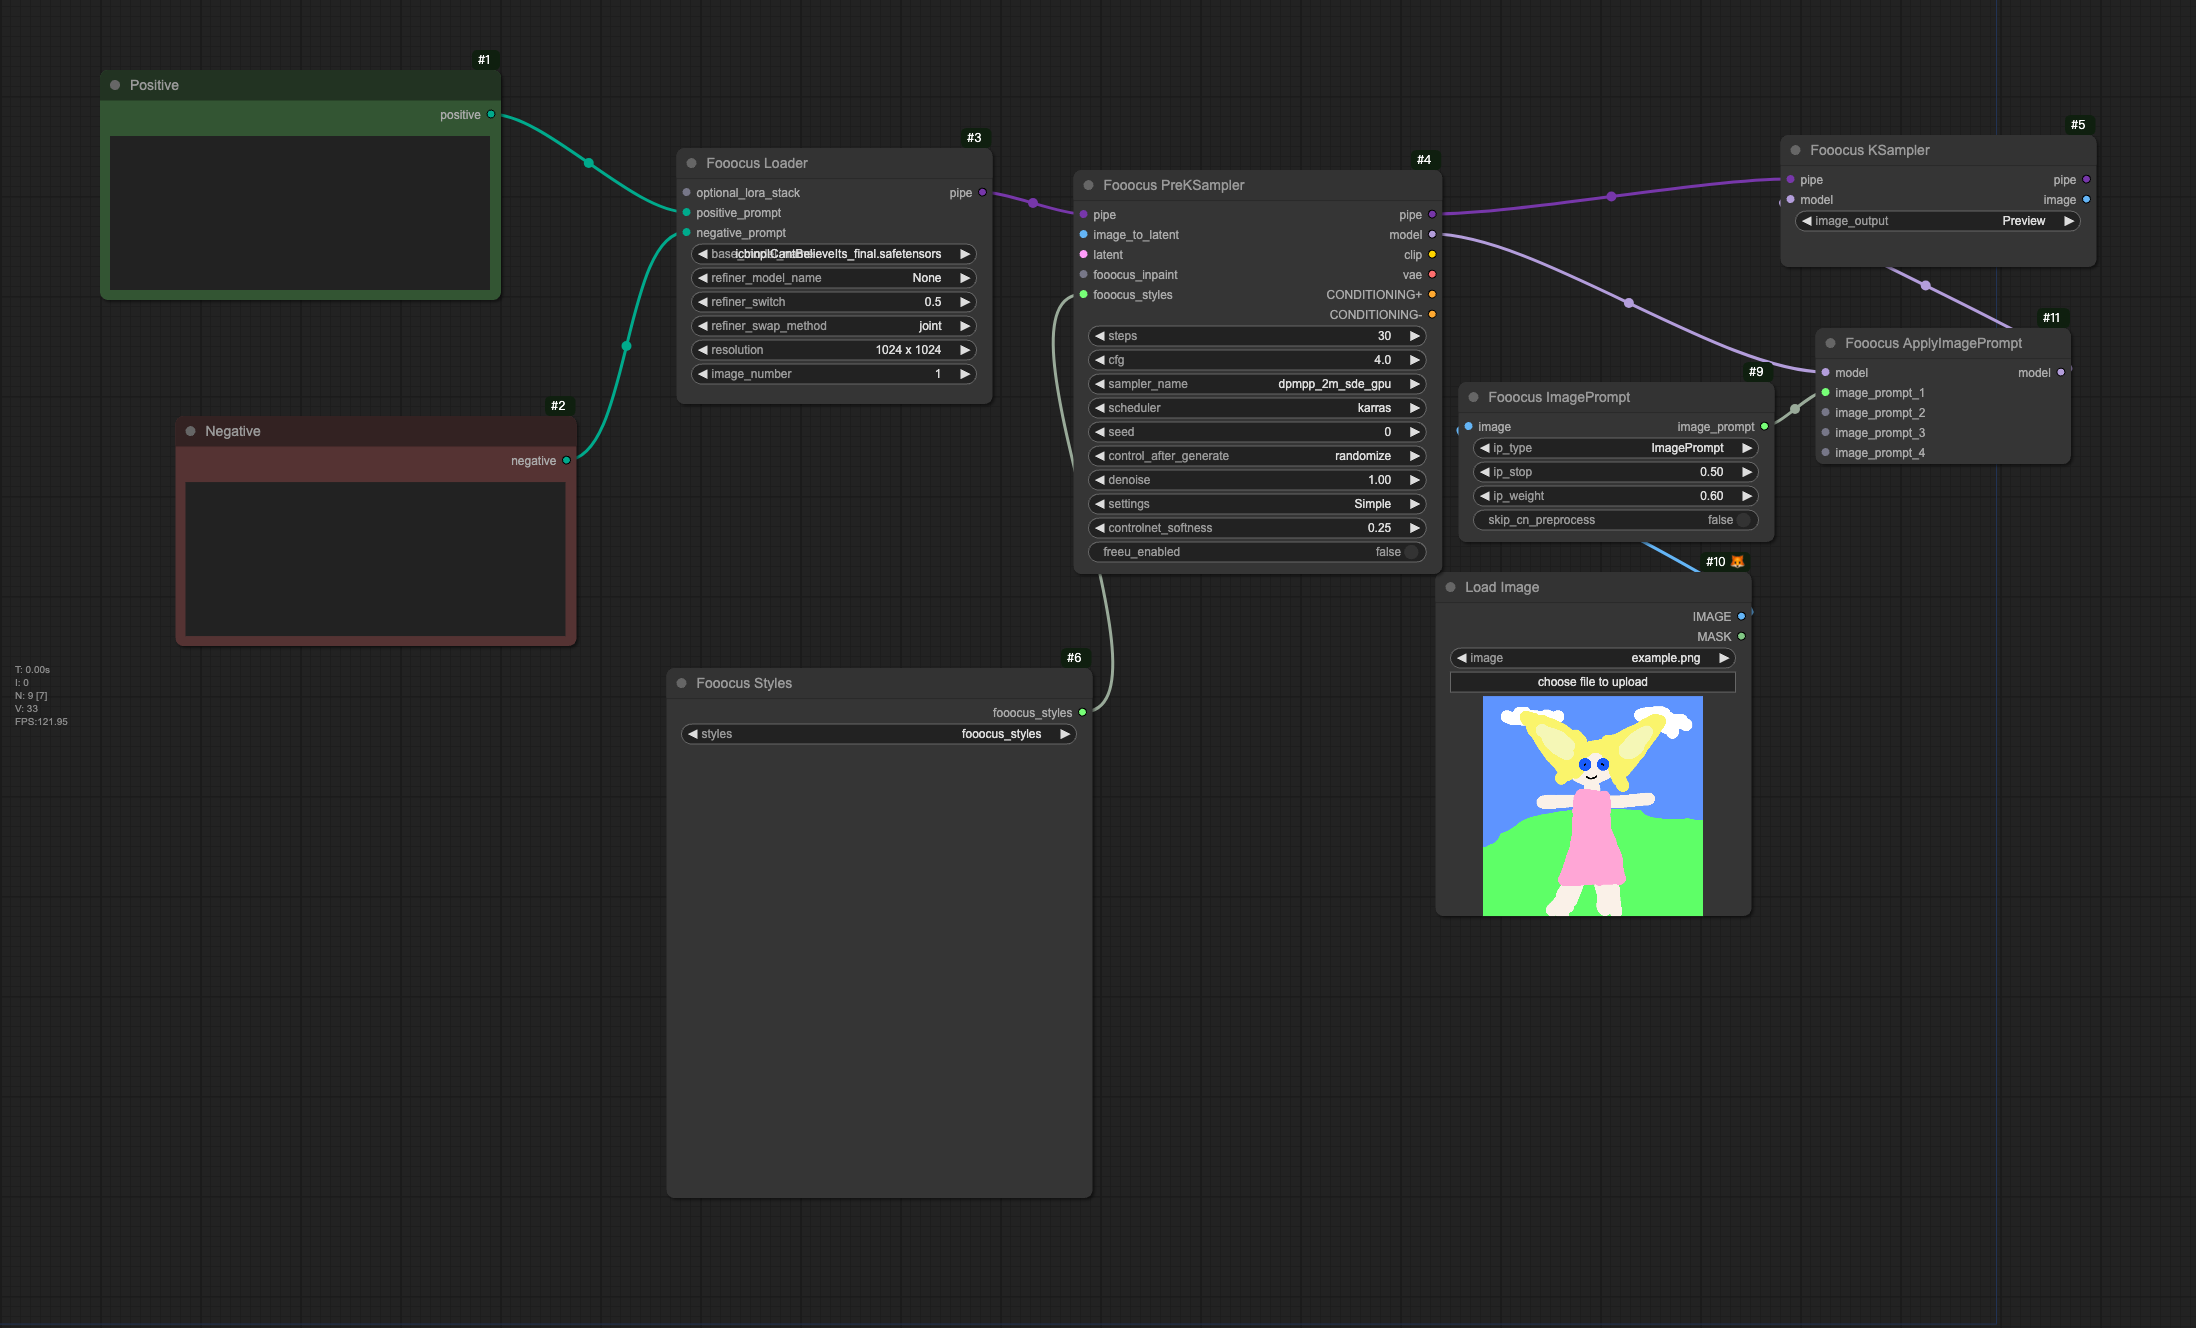 #1
Positive
positive
#2
Negative
negative
T: 0.00s
I: 0
N: 9 [7]
V: 33
FPS:121.95
#3
Fooocus Loader
optional_lora_stack pipe
positive_prompt
negative_prompt
icbinpICantBelieveIts_final.safetensors
refiner_model_name None
refiner_switch 0.5
refiner_swap_method joint
resolution 1024 x 1024
image_number 1
#6
Fooocus Styles
fooocus_styles
styles fooocus_styles
#4
Fooocus PreKSampler
pipe pipe
image_to_latent model
latent clip
fooocus_inpaint vae
fooocus_styles CONDITIONING+
CONDITIONING-
steps 30
cfg 4.0
sampler_name dpmpp_2m_sde_gpu
scheduler karras
seed 0
control_after_generate randomize
denoise 1.00
settings Simple
controlnet_softness 0.25
freeu_enabled false
#9
Fooocus ImagePrompt
image image_prompt
ip_type ImagePrompt
ip_stop 0.50
ip_weight 0.60
skip_cn_preprocess false
#10
Load Image
IMAGE
MASK
image example.png
choose file to upload
#5
Fooocus KSampler
pipe pipe
model image
image_output Preview
#11
Fooocus ApplyImagePrompt
model model
image_prompt_1
image_prompt_2
image_prompt_3
image_prompt_4